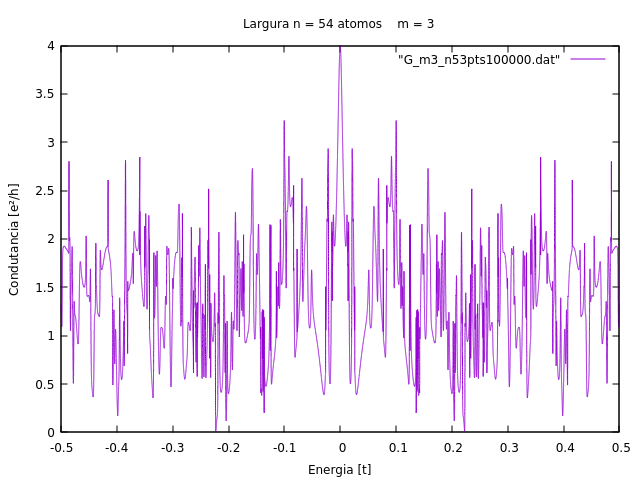 Largura n = 54 atomos    m = 3
"G_m3_n53pts100000.dat"
4
3.5
3
2.5
2
1.5
1
0.5
0
Condutancia [e²/h]
-0.5 -0.4 -0.3 -0.2 -0.1 0 0.1 0.2 0.3 0.4 0.5
Energia [t]